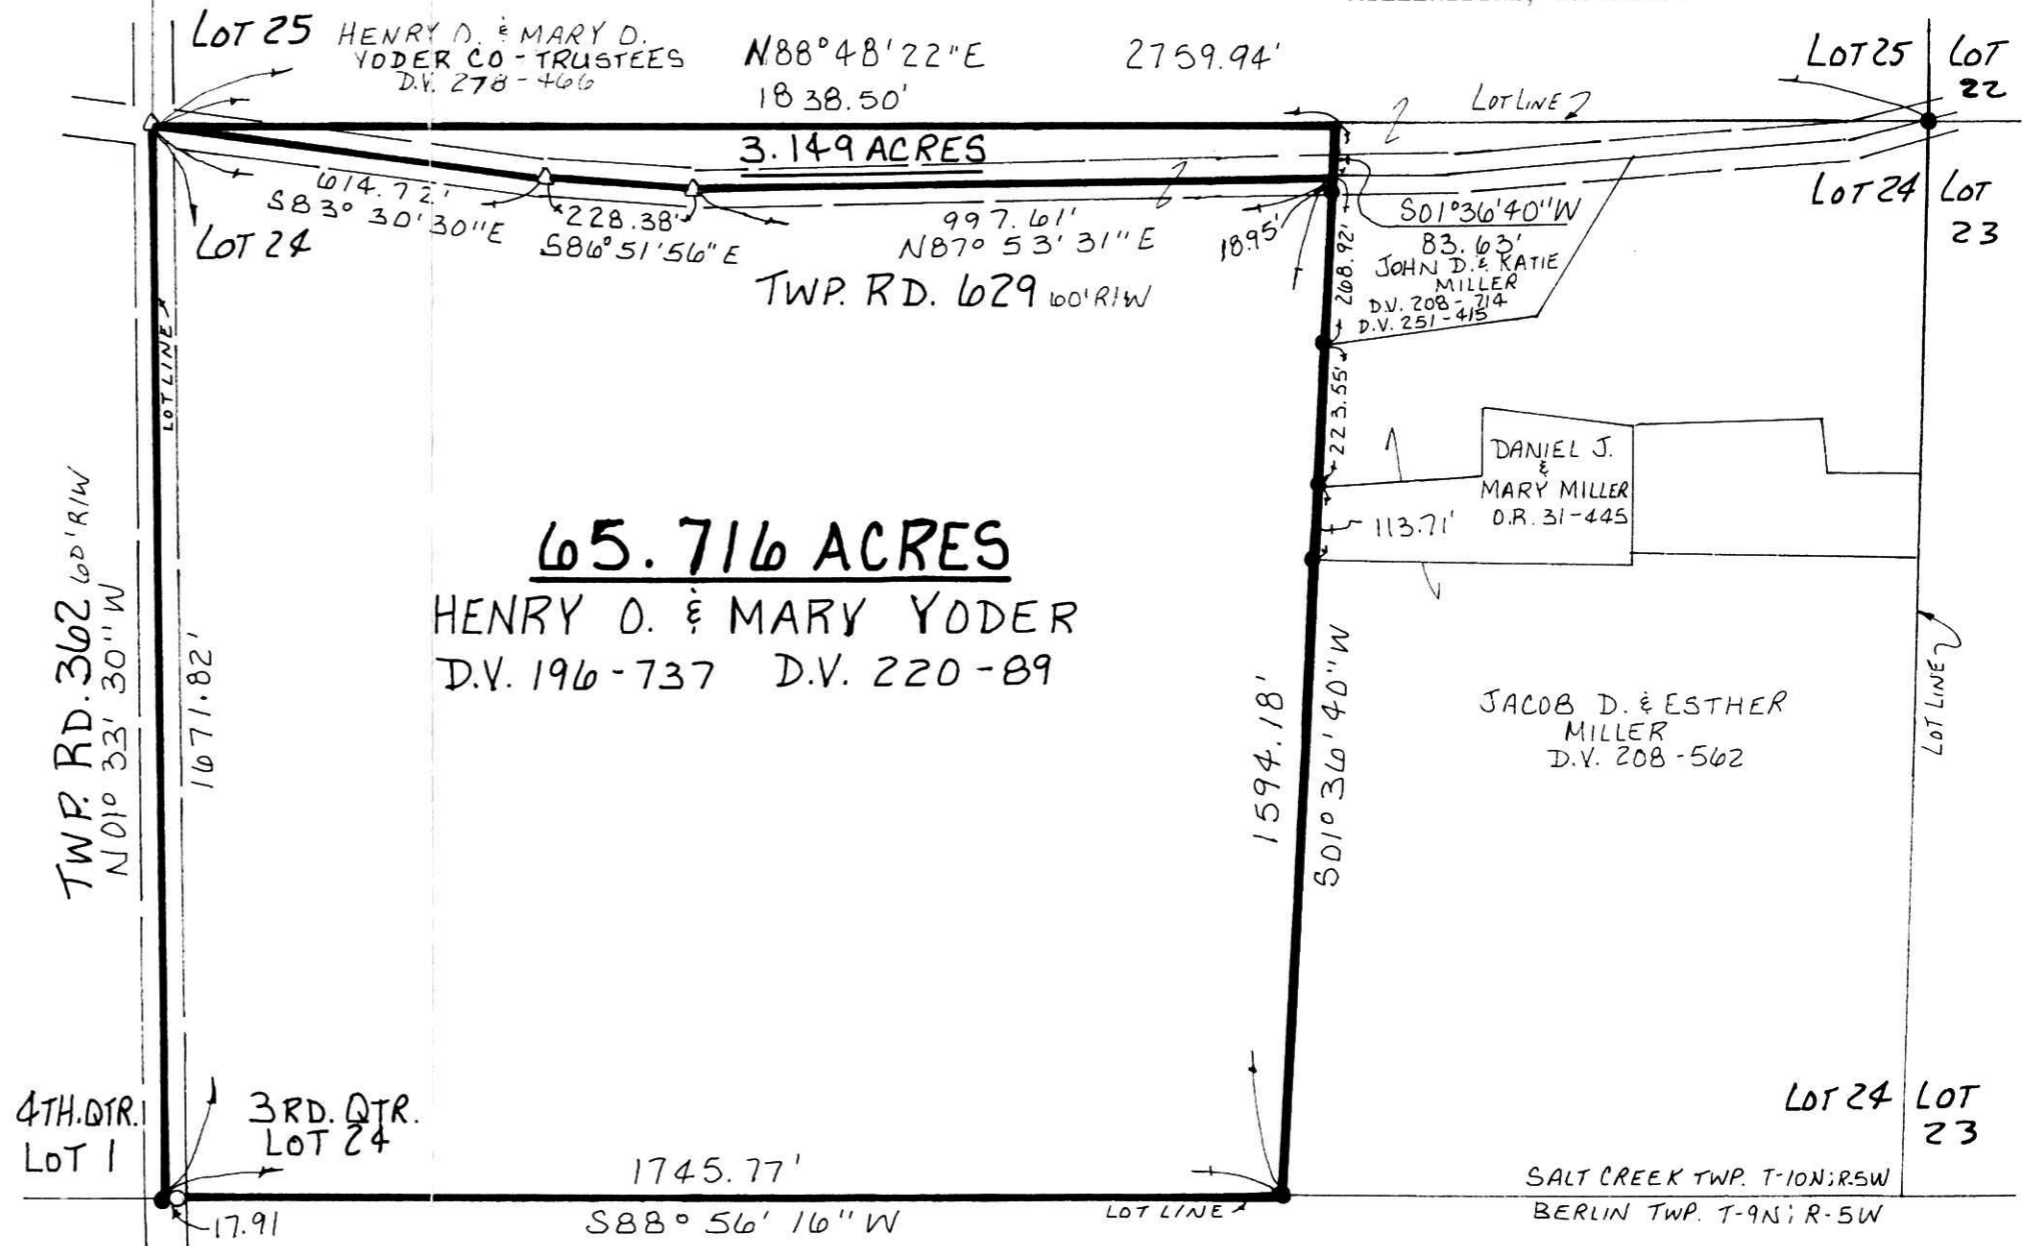 LOT 25
HENRY O. & MARY O.
YODER CO-TRUSTEES
D.V. 278-466
N88°48'22"E
2759.94'
1838.50'
LOT LINE
LOT 25
LOT
22
3.149 ACRES
614.72'
S83° 30'30"E
228.38'
S86°51'56"E
997.61'
N87° 53'31"E
18.95'
LOT 24
TWP. RD. 629 60'R/W
S01°36'40"W
83.63'
JOHN D. & KATIE
MILLER
D.V. 208-714
D.V. 251-415
268.92'
LOT 24
LOT
23
LOT LINE
223.55'
DANIEL J.
&
MARY MILLER
O.R. 31-445
113.71'
65.716 ACRES
HENRY O. & MARY YODER
D.V. 196-737 D.V. 220-89
TWP. RD. 362 60'R/W
N01° 33' 30"W
1671.82'
1594.18'
S01° 36' 40"W
JACOB D. & ESTHER
MILLER
D.V. 208-562
LOT LINE
4TH. QTR.
LOT 1
3RD. QTR.
LOT 24
LOT 24
LOT
23
1745.77'
17.91
S88° 56' 16"W
LOT LINE
SALT CREEK TWP. T-10N; R-5W
BERLIN TWP. T-9N; R-5W